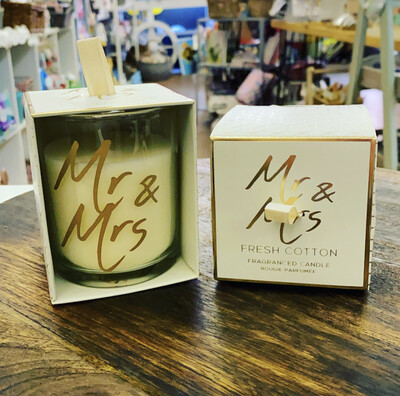 Mr &
Mrs
Mr &
Mrs
FRESH COTTON
FRAGRANCED CANDLE
BOUGIE PARFUMÉE